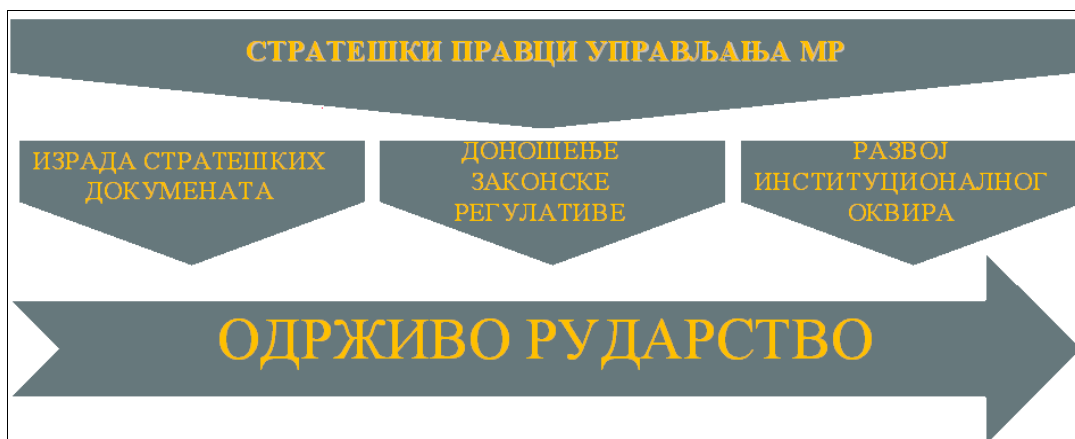 СТРАТЕШКИ ПРАВЦИ УПРАВЉАЊА МР
ИЗРАДА СТРАТЕШКИХ
ДОКУМЕНАТА
ДОНОШЕЊЕ
ЗАКОНСКЕ
РЕГУЛАТИВЕ
РАЗВОЈ
ИНСТИТУЦИОНАЛНОГ
ОКВИРА
ОДРЖИВО РУДАРСТВО